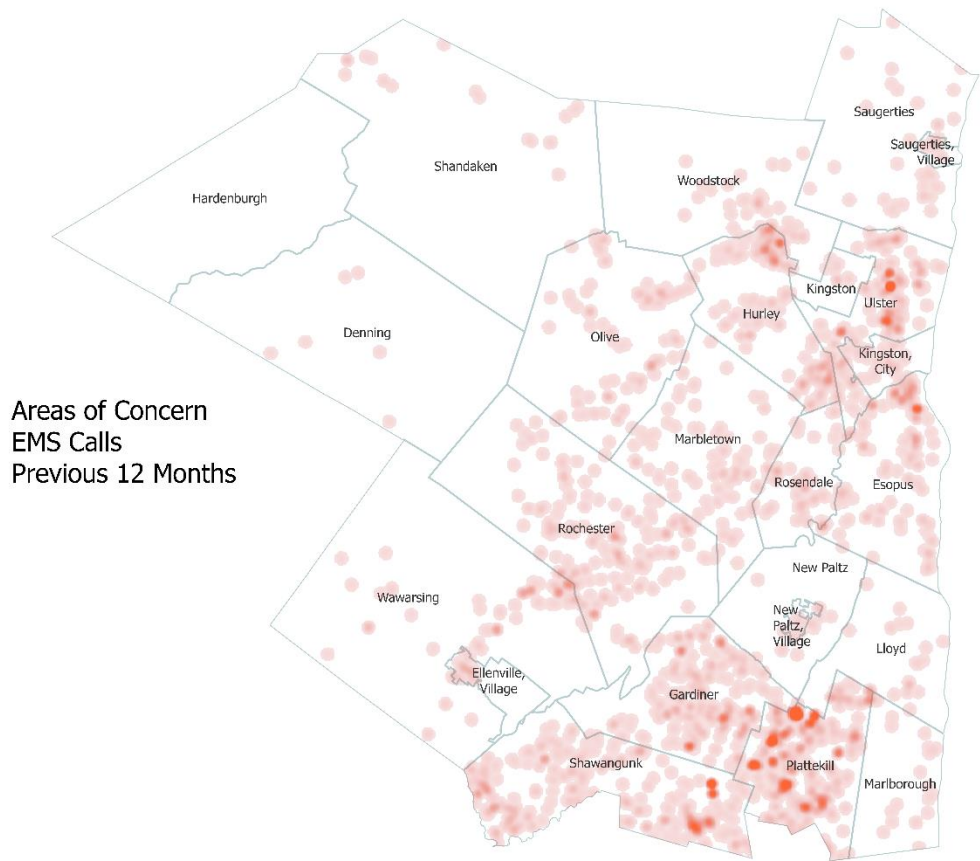 Saugerties
Saugerties,
Village
Shandaken
Woodstock
Hardenburgh
Kingston
Ulster
Hurley
Denning
Olive
Kingston,
City
Areas of Concern
EMS Calls
Previous 12 Months
Marbletown
Rosendale
Esopus
Rochester
New Paltz
Wawarsing
New
Paltz,
Village
Lloyd
Ellenville,
Village
Gardiner
Shawangunk
Plattekill
Marlborough